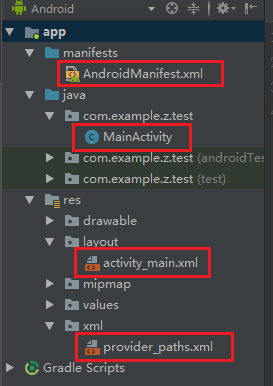 Android
app
manifests
AndroidManifest.xml
java
com.example.z.test
MainActivity
com.example.z.test (androidTe
com.example.z.test (test)
res
drawable
layout
activity_main.xml
mipmap
values
xml
provider_paths.xml
Gradle Scripts